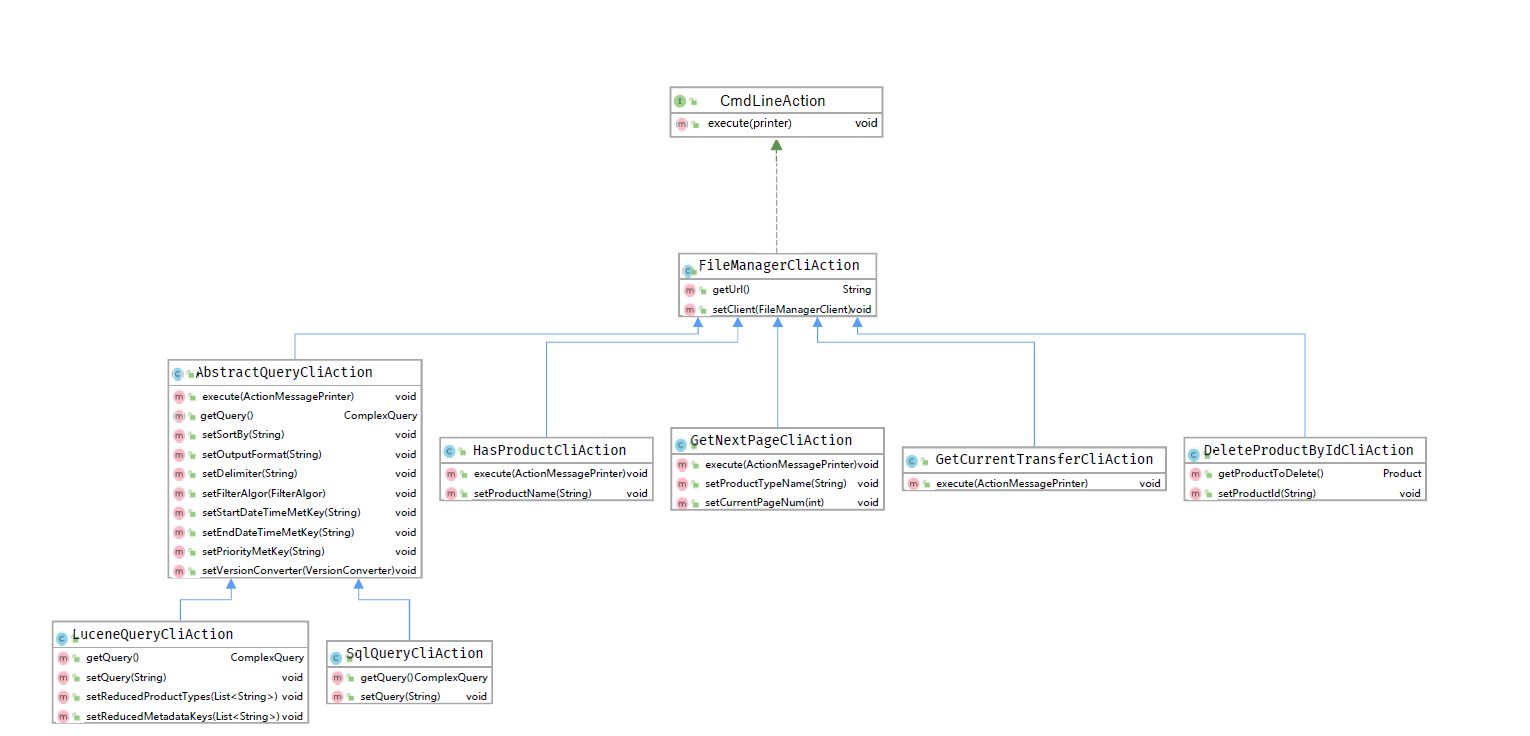 CmdLineAction
execute(printer) void
FileManagerCliAction
getUrl() String
setClient(FileManagerClient)void
AbstractQueryCliAction
execute(ActionMessagePrinter) void
getQuery() ComplexQuery
setSortBy(String) void
setOutputFormat(String) void
setDelimiter(String) void
setFilterAlgor(FilterAlgor) void
setStartDateTimeMetKey(String) void
setEndDateTimeMetKey(String) void
setPriorityMetKey(String) void
setVersionConverter(VersionConverter)void
HasProductCliAction
execute(ActionMessagePrinter)void
setProductName(String) void
GetNextPageCliAction
execute(ActionMessagePrinter)void
setProductTypeName(String) void
setCurrentPageNum(int) void
GetCurrentTransferCliAction
execute(ActionMessagePrinter) void
DeleteProductByIdCliAction
getProductToDelete() Product
setProductId(String) void
LuceneQueryCliAction
getQuery() ComplexQuery
setQuery(String) void
setReducedProductTypes(List<String>) void
setReducedMetadataKeys(List<String>) void
SqlQueryCliAction
getQuery()ComplexQuery
setQuery(String) void